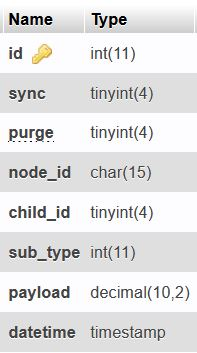 Name Type
id int(11)
sync tinyint(4)
purge tinyint(4)
node_id char(15)
child_id tinyint(4)
sub_type int(11)
payload decimal(10,2)
datetime timestamp